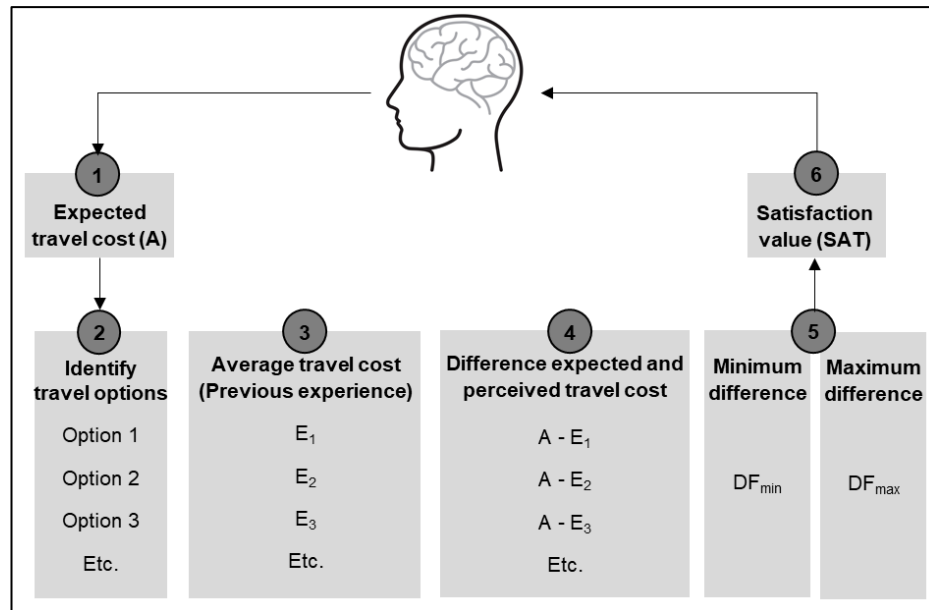 1
Expected
travel cost (A)
6
Satisfaction
value (SAT)
2
Identify
travel options
Option 1
Option 2
Option 3
Etc.
3
Average travel cost
(Previous experience)
E₁
E₂
E₃
Etc.
4
Difference expected and
perceived travel cost
A - E₁
A - E₂
A - E₃
Etc.
5
Minimum
difference
DFmin
Maximum
difference
DFmax